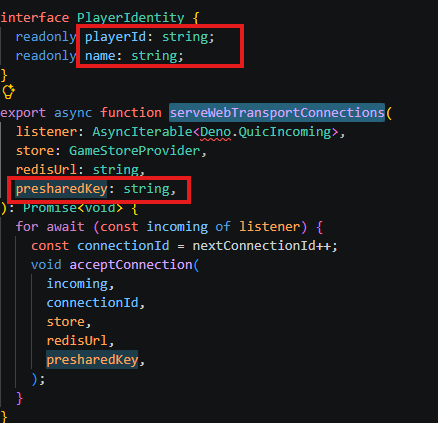 interface PlayerIdentity {
  readonly playerId: string;
  readonly name: string;
}
export async function serveWebTransportConnections(
  listener: AsyncIterable<Deno.QuicIncoming>,
  store: GameStoreProvider,
  redisUrl: string,
  presharedKey: string,
): Promise<void> {
  for await (const incoming of listener) {
    const connectionId = nextConnectionId++;
    void acceptConnection(
      incoming,
      connectionId,
      store,
      redisUrl,
      presharedKey,
    );
  }
}